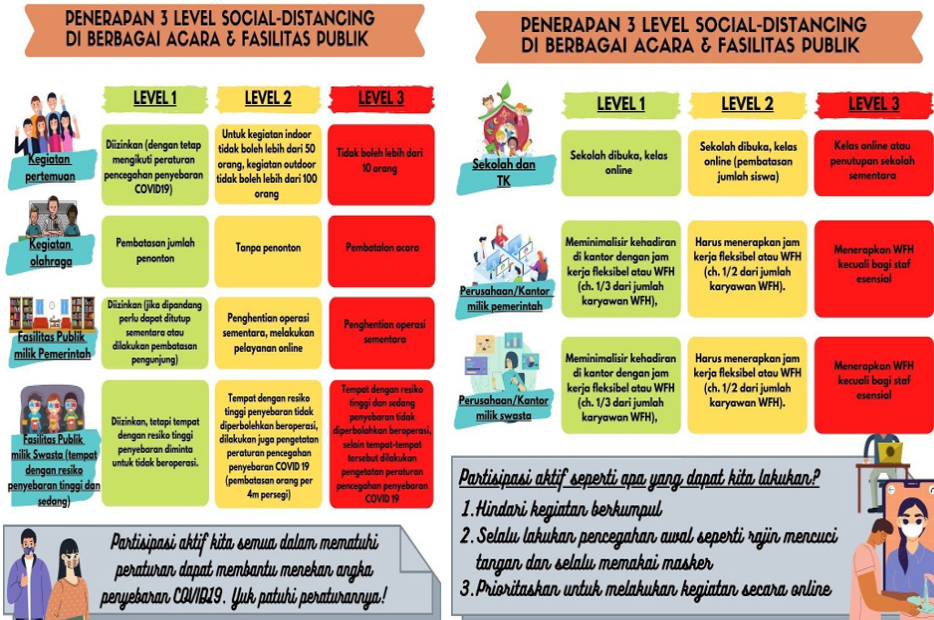 PENERAPAN 3 LEVEL SOCIAL-DISTANCING
DI BERBAGAI ACARA & FASILITAS PUBLIK
LEVEL 1
LEVEL 2
LEVEL 3
Kegiatan
pertemuan
Diizinkan (dengan tetap
mengikuti peraturan
pencegahan penyebaran
COVID19)
Untuk kegiatan indoor
tidak boleh lebih dari 50
orang, kegiatan outdoor
tidak boleh lebih dari 100
orang
Tidak boleh lebih dari
10 orang
Kegiatan
olahraga
Pembatasan jumlah
penonton
Tanpa penonton
Pembatalan acara
Fasilitas Publik
milik Pemerintah
Diizinkan (jika dipandang
perlu dapat ditutup
sementara atau
dilakukan pembatasan
pengunjung)
Penghentian operasi
sementara, melakukan
pelayanan online
Penghentian operasi
sementara
Fasilitas Publik
milik Swasta (tempat
dengan resiko
penyebaran tinggi dan
sedang)
Diizinkan, tetapi tempat
dengan resiko tinggi
penyebaran diminta
untuk tidak beroperasi.
Tempat dengan resiko
tinggi penyebaran tidak
diperbolehkan beroperasi,
dilakukan juga pengetatan
peraturan pencegahan
penyebaran COVID 19
(pembatasan orang per
4m persegi)
Tempat dengan resiko
tinggi dan sedang
penyebaran tidak
diperbolahkan beroperasi,
selain tempat-tempat
tersebut dilakukan
pengetatan peraturan
pencegahan penyebaran
COVID 19
Partisipasi aktif kita semua dalam mematuhi
peraturan dapat membantu menekan angka
penyebaran COVID19. Yuk patuhi peraturannya!
PENERAPAN 3 LEVEL SOCIAL-DISTANCING
DI BERBAGAI ACARA & FASILITAS PUBLIK
LEVEL 1
LEVEL 2
LEVEL 3
Sekolah dan
TK
Sekolah dibuka, kelas
online
Sekolah dibuka, kelas
online (pembatasan
jumlah siswa)
Kelas online atau
penutupan sekolah
sementara
Perusahaan/Kantor
milik pemerintah
Meminimalisir kehadiran
di kantor dengan jam
kerja fleksibel atau WFH
(ch. 1/3 dari jumlah
karyawan WFH),
Harus menerapkan jam
kerja fleksibel atau WFH
(ch. 1/2 dari jumlah
karyawan WFH).
Menerapkan WFH
kecuali bagi staf
esensial
Perusahaan/Kantor
milik swasta
Meminimalisir kehadiran
di kantor dengan jam
kerja fleksibel atau WFH
(ch. 1/3 dari jumlah
karyawan WFH),
Harus menerapkan jam
kerja fleksibel atau WFH
(ch. 1/2 dari jumlah
karyawan WFH).
Menerapkan WFH
kecuali bagi staf
esensial
Partisipasi aktif seperti apa yang dapat kita lakukan?
1.Hindari kegiatan berkumpul
2.Selalu lakukan pencegahan awal seperti rajin mencuci
tangan dan selalu memakai masker
3.Prioritaskan untuk melakukan kegiatan secara online